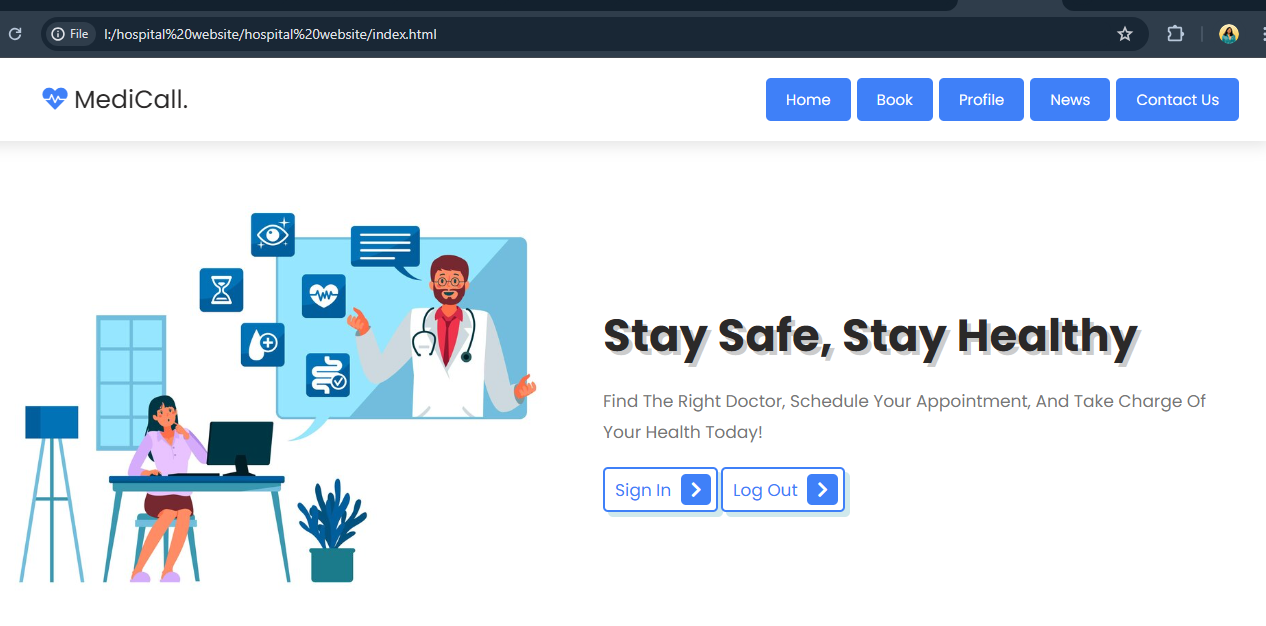 File
I:/hospital%20website/hospital%20website/index.html
MediCall.
Home
Book
Profile
News
Contact Us
Stay Safe, Stay Healthy
Find The Right Doctor, Schedule Your Appointment, And Take Charge Of
Your Health Today!
Sign In
Log Out